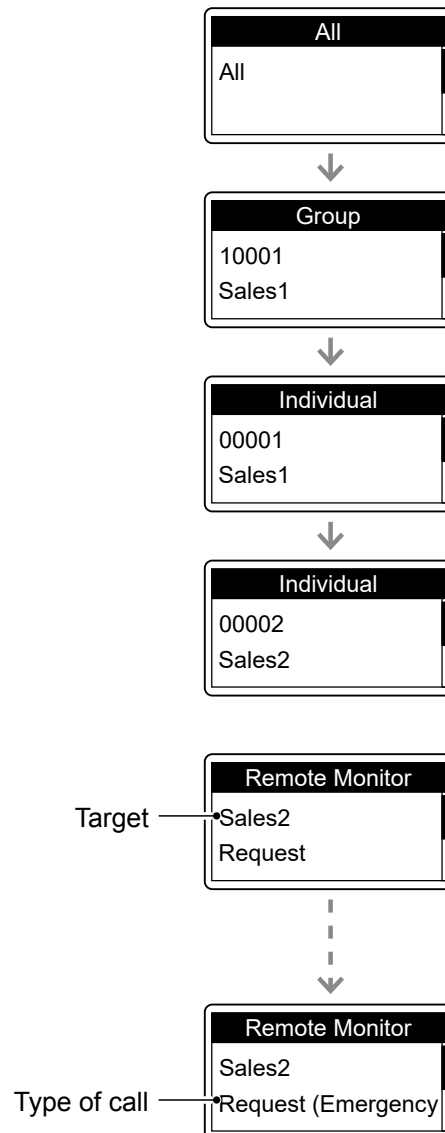 All
All
Group
10001
Sales1
Individual
00001
Sales1
Individual
00002
Sales2
Remote Monitor
Target
Sales2
Request
Remote Monitor
Sales2
Type of call
Request (Emergency